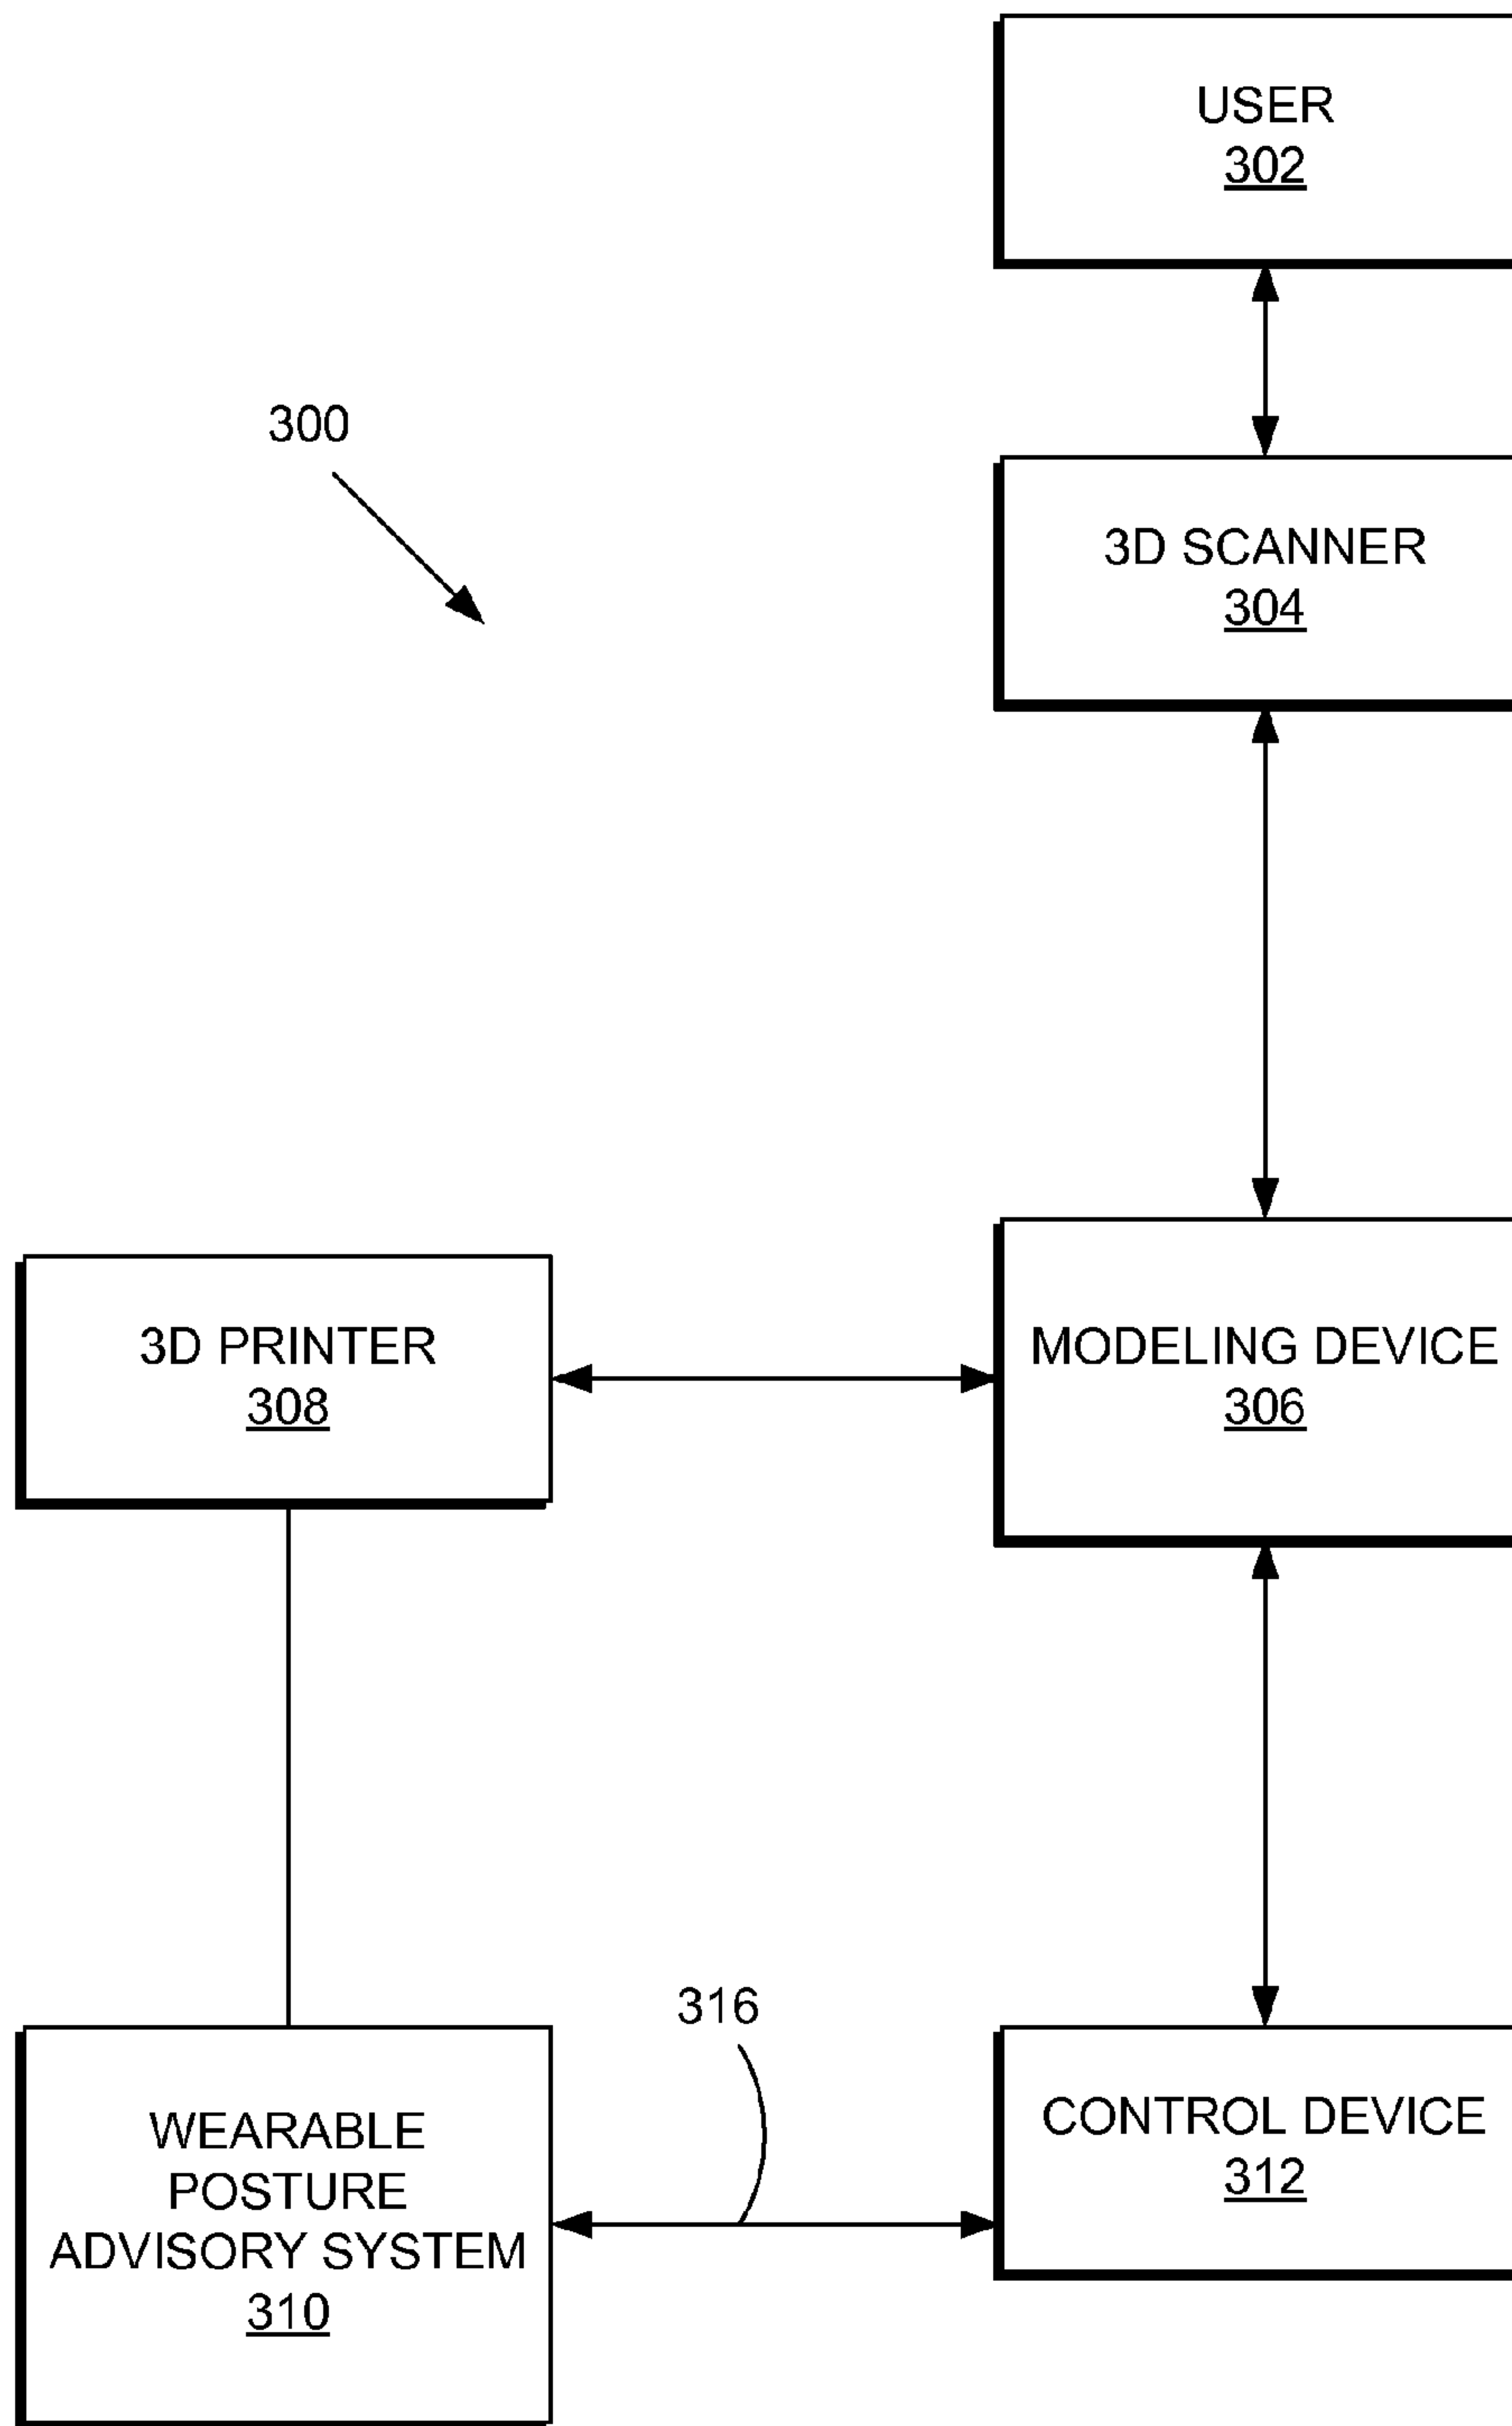 USER
302
300
3D SCANNER
304
3D PRINTER
308
MODELING DEVICE
306
316
WEARABLE
POSTURE
ADVISORY SYSTEM
310
CONTROL DEVICE
312